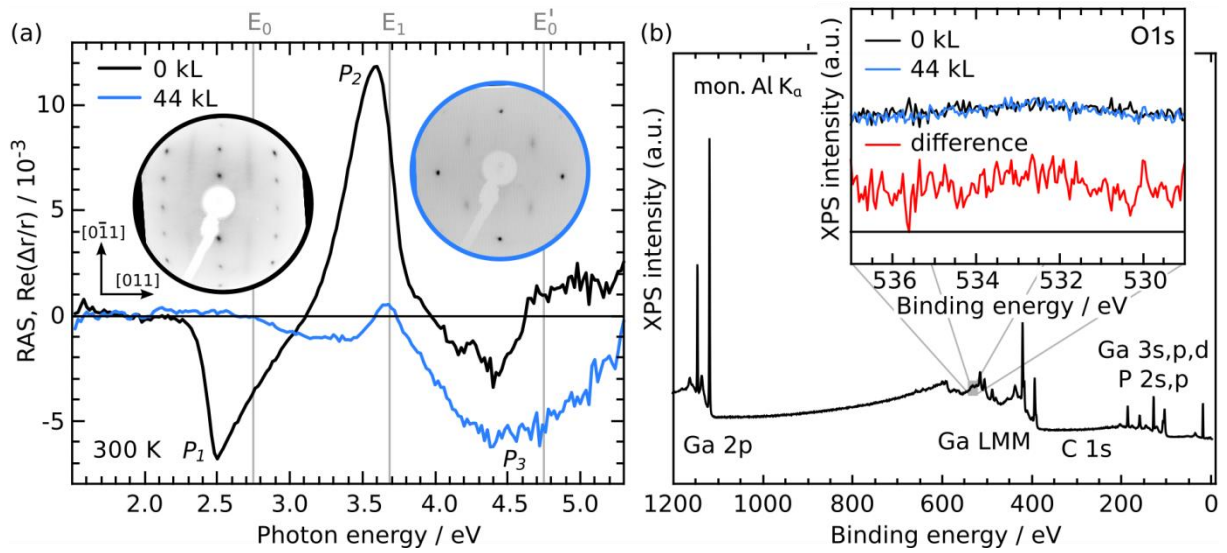 (a)
E₀
E₁
E₀'
RAS, Re(Δr/r) / 10⁻³
10
5
0
-5
0 kL
44 kL
P₂
[01̄1]
[011]
300 K
P₁
P₃
2.0
2.5
3.0
3.5
4.0
4.5
5.0
Photon energy / eV
(b)
XPS intensity (a.u.)
mon. Al Kα
XPS intensity (a.u.)
O1s
0 kL
44 kL
difference
536
534
532
530
Binding energy / eV
Ga 3s,p,d
P 2s,p
Ga 2p
Ga LMM
C 1s
1200
1000
800
600
400
200
0
Binding energy / eV